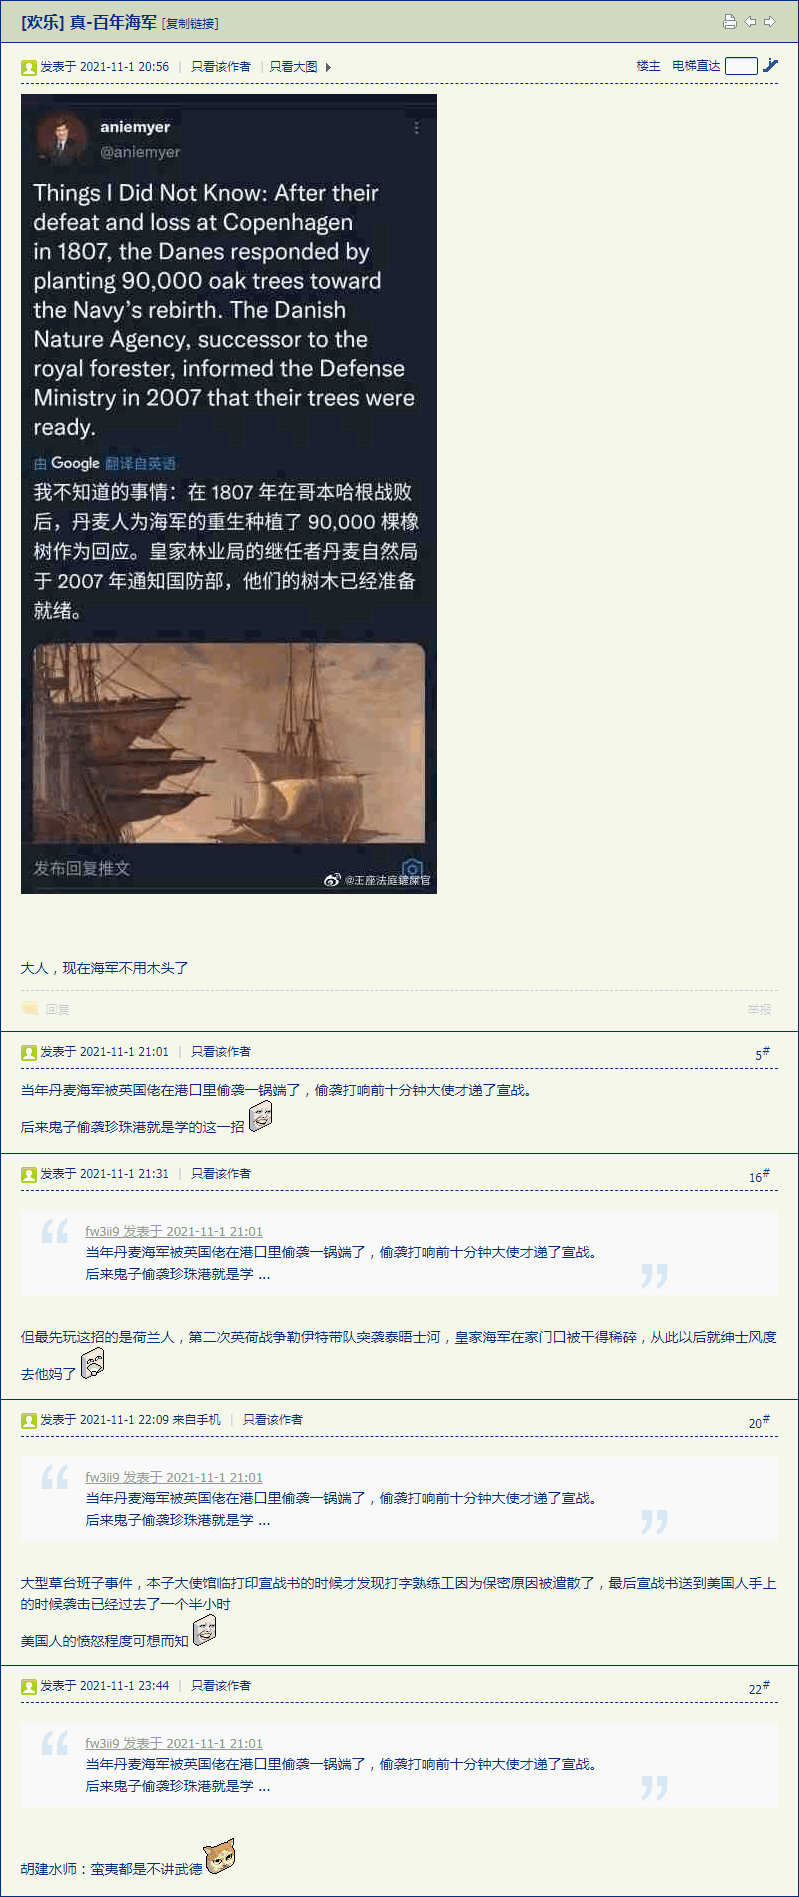 [欢乐] 真-百年海军 [复制链接]
发表于 2021-11-1 20:56 | 只看该作者 | 只看大图
楼主 电梯直达
aniemyer
@aniemyer
Things I Did Not Know: After their
defeat and loss at Copenhagen
in 1807, the Danes responded by
planting 90,000 oak trees toward
the Navy's rebirth. The Danish
Nature Agency, successor to the
royal forester, informed the Defense
Ministry in 2007 that their trees were
ready.
由 Google 翻译自英语
我不知道的事情：在 1807 年在哥本哈根战败
后，丹麦人为海军的重生种植了 90,000 棵橡
树作为回应。皇家林业局的继任者丹麦自然局
于 2007 年通知国防部，他们的树木已经准备
就绪。
发布回复推文
@王座法庭鏟屎官
大人，现在海军不用木头了
回复
举报
发表于 2021-11-1 21:01 | 只看该作者
5#
当年丹麦海军被英国佬在港口里偷袭一锅端了，偷袭打响前十分钟大使才递了宣战。
后来鬼子偷袭珍珠港就是学的这一招
发表于 2021-11-1 21:31 | 只看该作者
16#
fw3ii9 发表于 2021-11-1 21:01
当年丹麦海军被英国佬在港口里偷袭一锅端了，偷袭打响前十分钟大使才递了宣战。
后来鬼子偷袭珍珠港就是学 ...
但最先玩这招的是荷兰人，第二次英荷战争勒伊特带队突袭泰晤士河，皇家海军在家门口被干得稀碎，从此以后就绅士风度
去他妈了
发表于 2021-11-1 22:09 来自手机 | 只看该作者
20#
fw3ii9 发表于 2021-11-1 21:01
当年丹麦海军被英国佬在港口里偷袭一锅端了，偷袭打响前十分钟大使才递了宣战。
后来鬼子偷袭珍珠港就是学 ...
大型草台班子事件，本子大使馆临打印宣战书的时候才发现打字熟练工因为保密原因被遣散了，最后宣战书送到美国人手上
的时候袭击已经过去了一个半小时
美国人的愤怒程度可想而知
发表于 2021-11-1 23:44 | 只看该作者
22#
fw3ii9 发表于 2021-11-1 21:01
当年丹麦海军被英国佬在港口里偷袭一锅端了，偷袭打响前十分钟大使才递了宣战。
后来鬼子偷袭珍珠港就是学 ...
胡建水师：蛮夷都是不讲武德